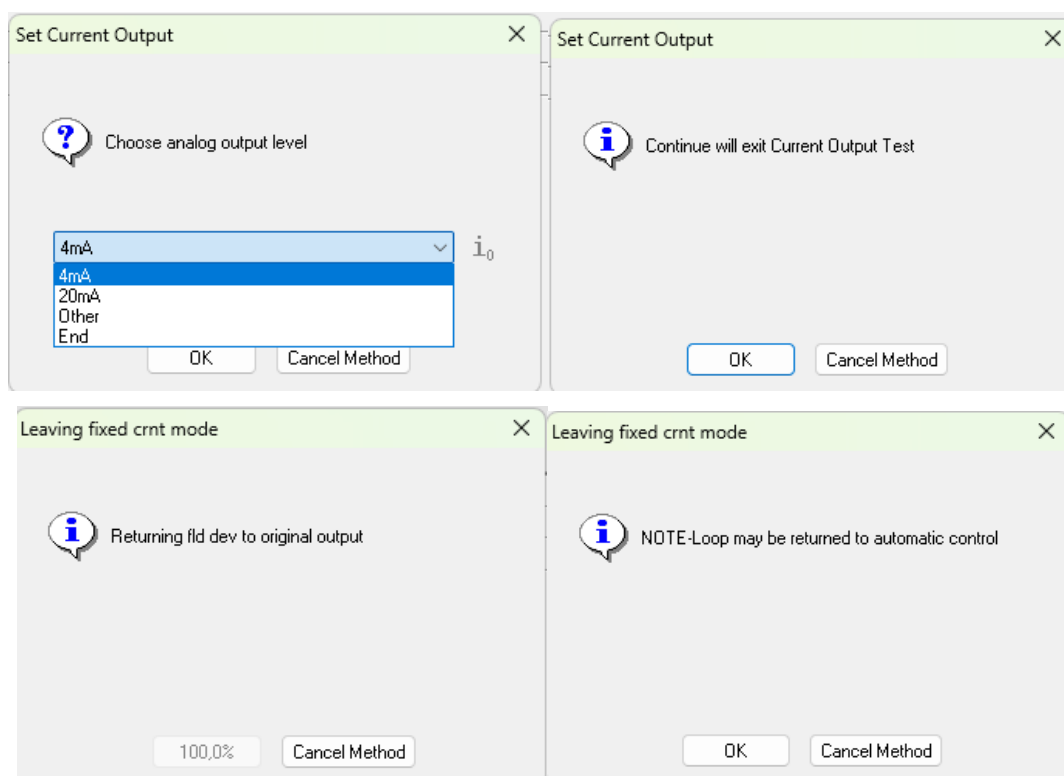 Set Current Output
Choose analog output level
4mA
4mA
20mA
Other
End
OK Cancel Method
Set Current Output
Continue will exit Current Output Test
OK Cancel Method
Leaving fixed crnt mode
Returning fld dev to original output
100,0% Cancel Method
Leaving fixed crnt mode
NOTE-Loop may be returned to automatic control
OK Cancel Method